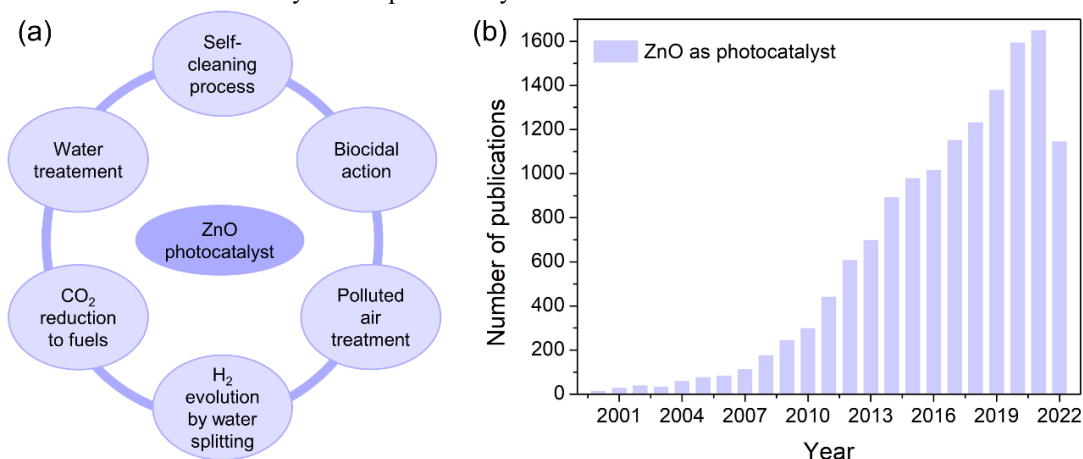 (a)
Self-
cleaning
process
Biocidal
action
Polluted
air
treatment
H₂
evolution
by water
splitting
CO₂
reduction
to fuels
Water
treatement
ZnO
photocatalyst
(b)
ZnO as photocatalyst
Number of publications
1600
1400
1200
1000
800
600
400
200
0
2001
2004
2007
2010
2013
2016
2019
2022
Year